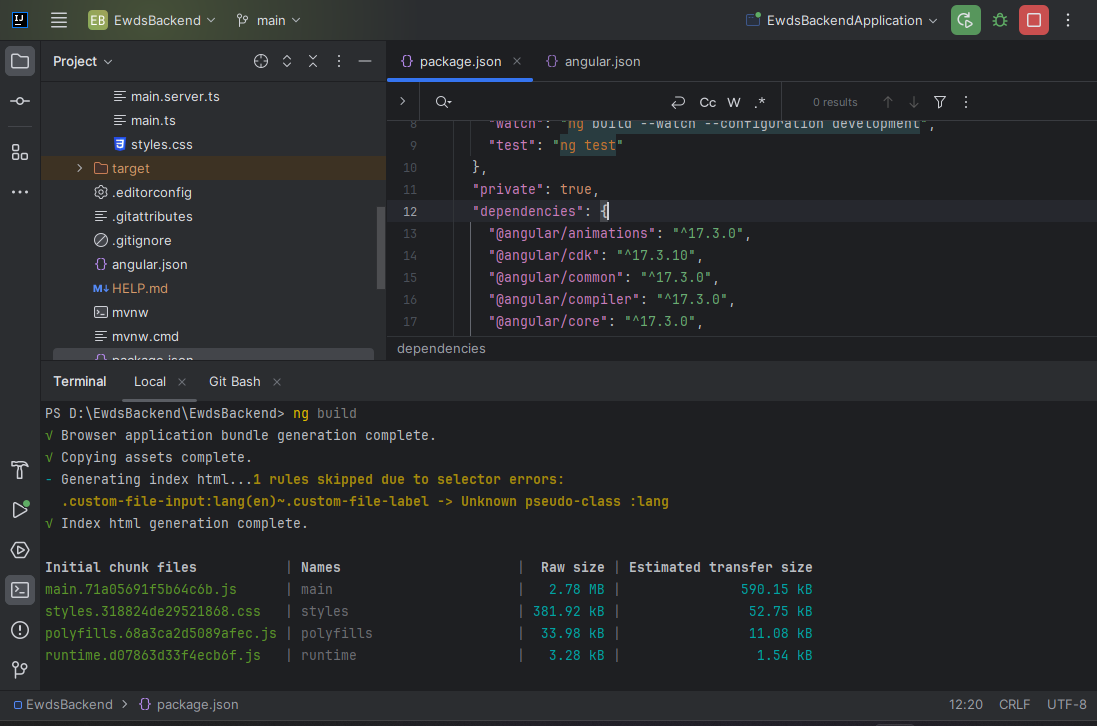 EB EwdsBackend main EwdsBackendApplication
Project
package.json
angular.json
main.server.ts
main.ts
styles.css
target
.editorconfig
.gitattributes
.gitignore
angular.json
HELP.md
mvnw
mvnw.cmd
package.json
Cc W .* 0 results
8 "watch": "ng build --watch --configuration development",
9 "test": "ng test"
10 },
11 "private": true,
12 "dependencies": {
13 "@angular/animations": "^17.3.0",
14 "@angular/cdk": "^17.3.10",
15 "@angular/common": "^17.3.0",
16 "@angular/compiler": "^17.3.0",
17 "@angular/core": "^17.3.0",
dependencies
Terminal Local Git Bash
PS D:\EwdsBackend\EwdsBackend> ng build
√ Browser application bundle generation complete.
√ Copying assets complete.
- Generating index html...1 rules skipped due to selector errors:
.custom-file-input:lang(en)~.custom-file-label -> Unknown pseudo-class :lang
√ Index html generation complete.
Initial chunk files | Names | Raw size | Estimated transfer size
main.71a05691f5b64c6b.js | main | 2.78 MB | 590.15 kB
styles.318824de29521868.css | styles | 381.92 kB | 52.75 kB
polyfills.68a3ca2d5089afec.js | polyfills | 33.98 kB | 11.08 kB
runtime.d07863d33f4ecb6f.js | runtime | 3.28 kB | 1.54 kB
EwdsBackend > package.json 12:20 CRLF UTF-8